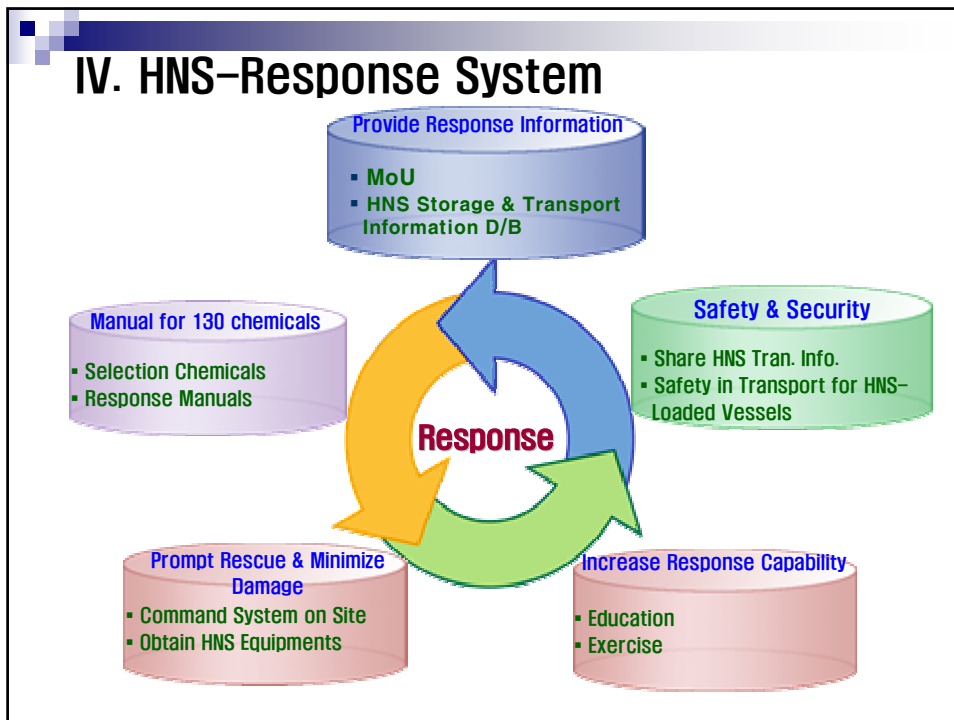 IV. HNS-Response System
Provide Response Information
▪ MoU
▪ HNS Storage & Transport
Information D/B
Manual for 130 chemicals
▪ Selection Chemicals
▪ Response Manuals
Safety & Security
▪ Share HNS Tran. Info.
▪ Safety in Transport for HNS-
Loaded Vessels
Response
Prompt Rescue & Minimize
Damage
▪ Command System on Site
▪ Obtain HNS Equipments
Increase Response Capability
▪ Education
▪ Exercise